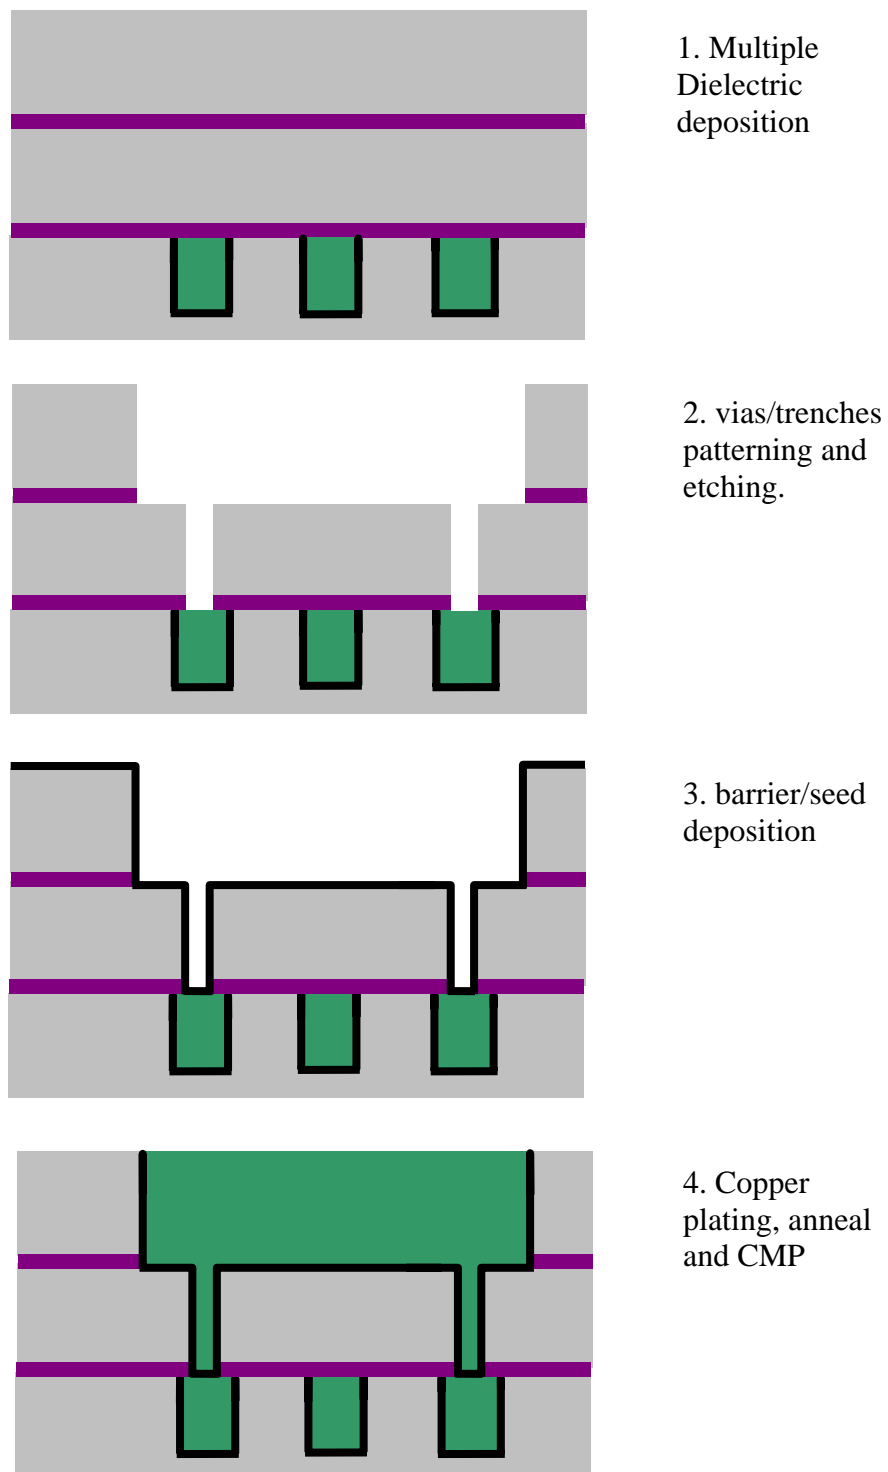 1. Multiple
Dielectric
deposition
2. vias/trenches
patterning and
etching.
3. barrier/seed
deposition
4. Copper
plating, anneal
and CMP